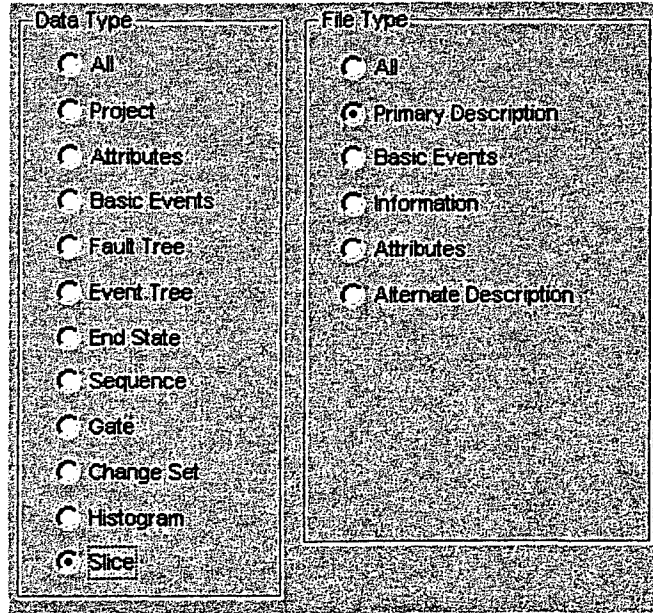 Data Type
All
Project
Attributes
Basic Events
Fault Tree
Event Tree
End State
Sequence
Gate
Change Set
Histogram
Slice
File Type
All
Primary Description
Basic Events
Information
Attributes
Alternate Description